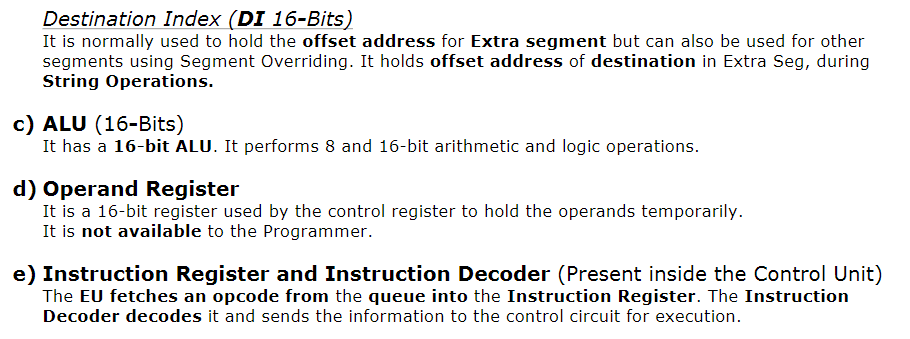 Destination Index (DI 16-Bits)
It is normally used to hold the offset address for Extra segment but can also be used for other
segments using Segment Overriding. It holds offset address of destination in Extra Seg, during
String Operations.
c) ALU (16-Bits)
It has a 16-bit ALU. It performs 8 and 16-bit arithmetic and logic operations.
d) Operand Register
It is a 16-bit register used by the control register to hold the operands temporarily.
It is not available to the Programmer.
e) Instruction Register and Instruction Decoder (Present inside the Control Unit)
The EU fetches an opcode from the queue into the Instruction Register. The Instruction
Decoder decodes it and sends the information to the control circuit for execution.